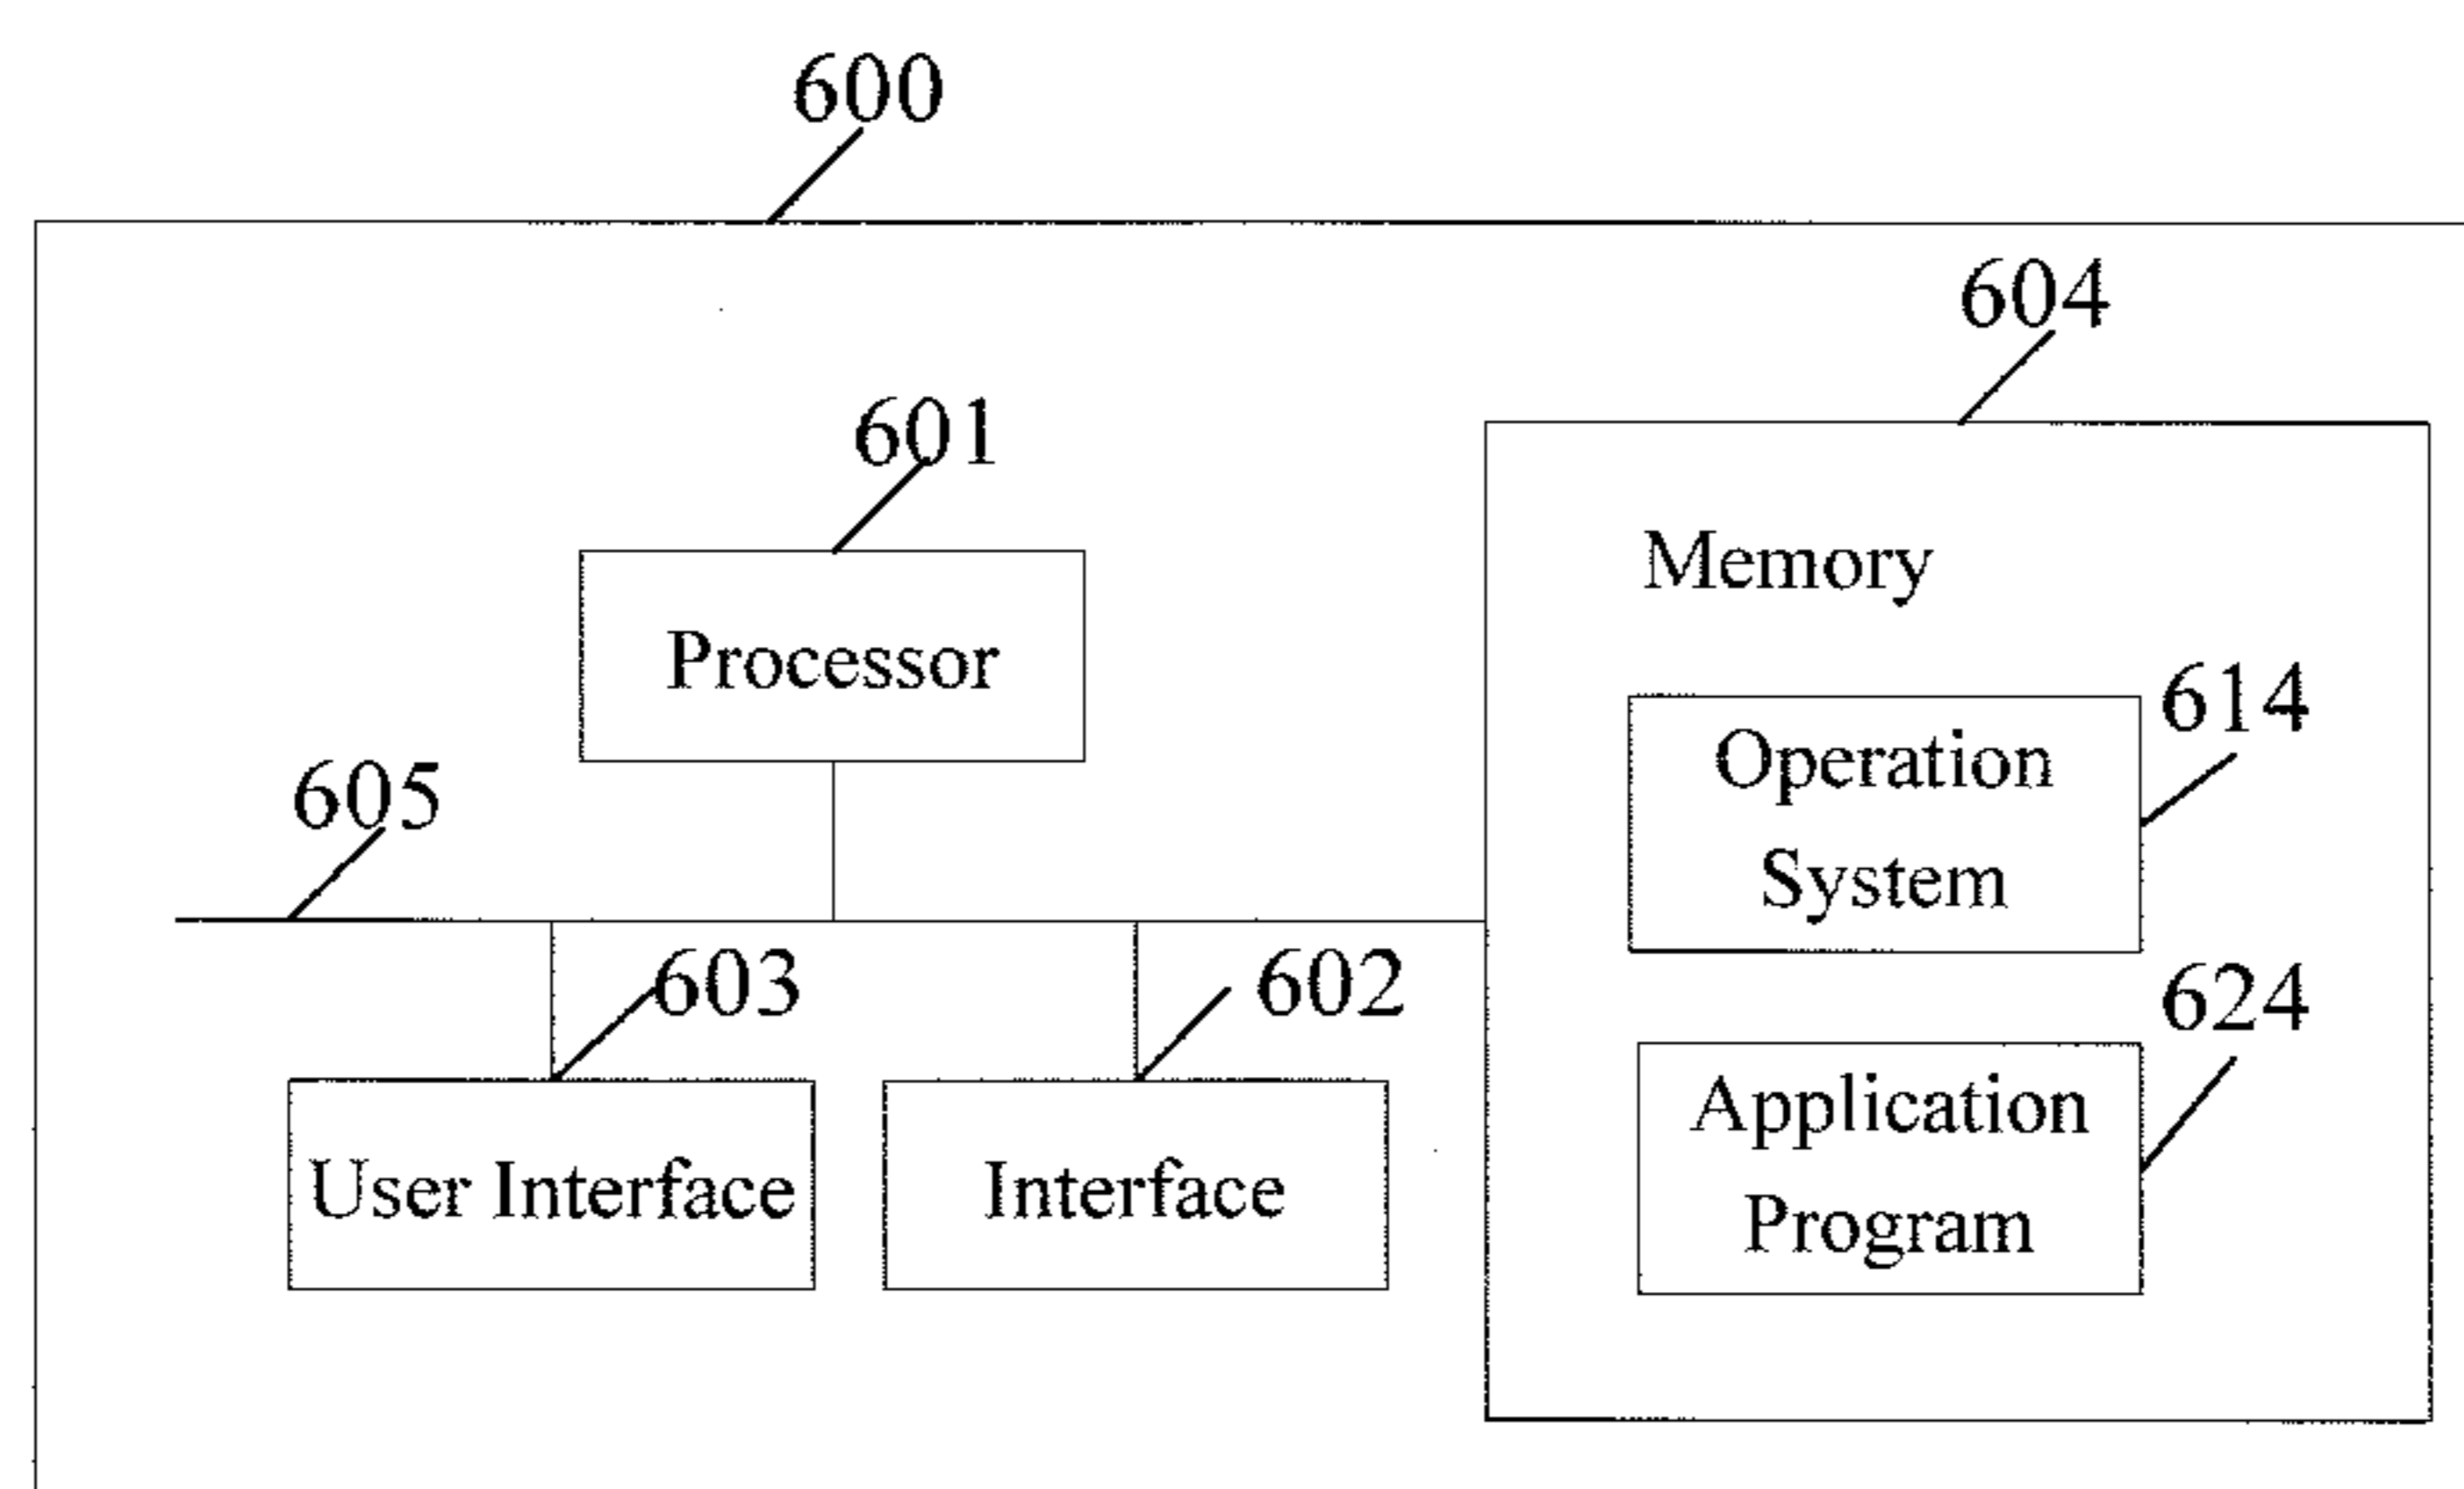 600
604
601
Memory
Processor
614
Operation
System
605
603
602
624
Application
Program
User Interface
Interface